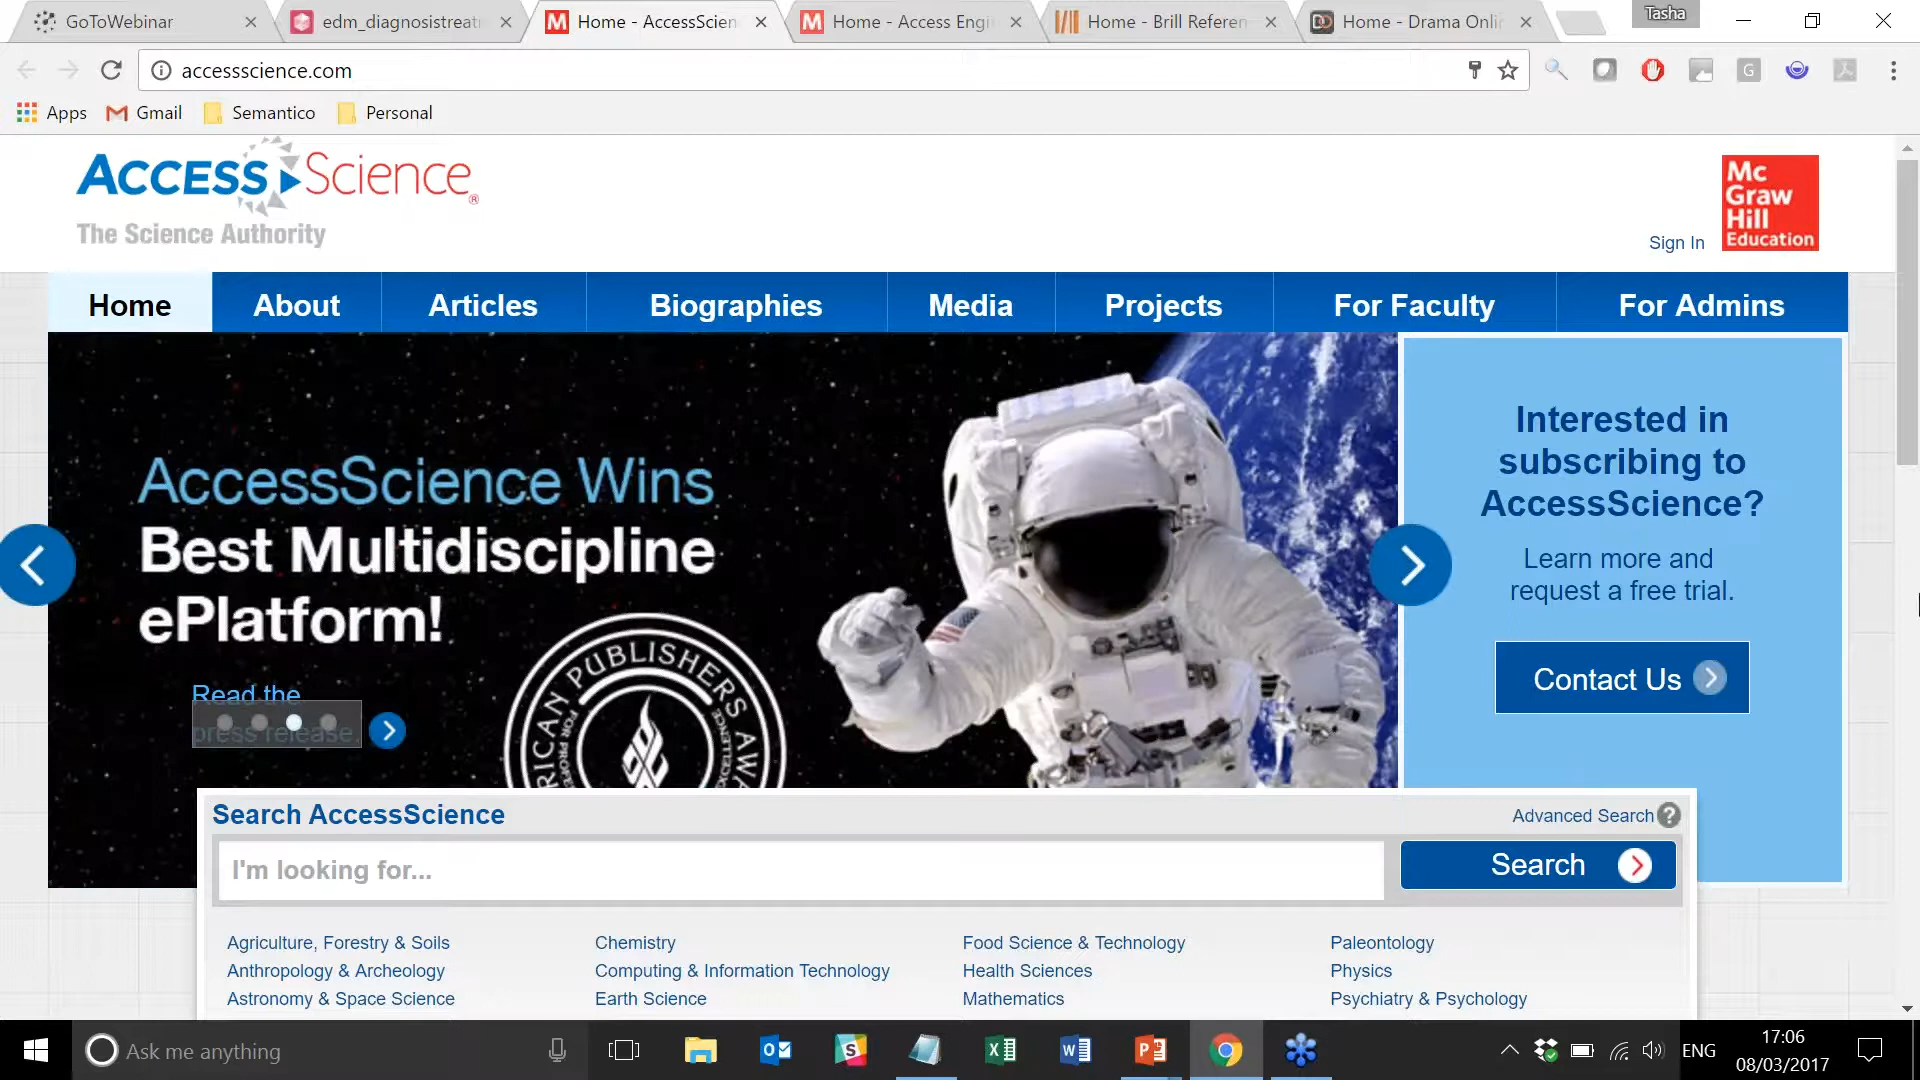 GoToWebinar
edm_diagnosistreat
Home - AccessScien
Home - Access Engi
Home - Brill Referen
Home - Drama Onli
Tasha
accessscience.com
Apps
Gmail
Semantico
Personal
ACCESS Science®
The Science Authority
Sign In
Mc
Graw
Hill
Education
Home
About
Articles
Biographies
Media
Projects
For Faculty
For Admins
AccessScience Wins
Best Multidiscipline
ePlatform!
Read the
press release.
RICAN PUBLISHERS AWA
FOR PROFE
EXCELLENCE
Interested in
subscribing to
AccessScience?
Learn more and
request a free trial.
Contact Us
Search AccessScience
Advanced Search ?
I'm looking for...
Search
Agriculture, Forestry & Soils
Chemistry
Food Science & Technology
Paleontology
Anthropology & Archeology
Computing & Information Technology
Health Sciences
Physics
Astronomy & Space Science
Earth Science
Mathematics
Psychiatry & Psychology
Ask me anything
ENG
17:06
08/03/2017